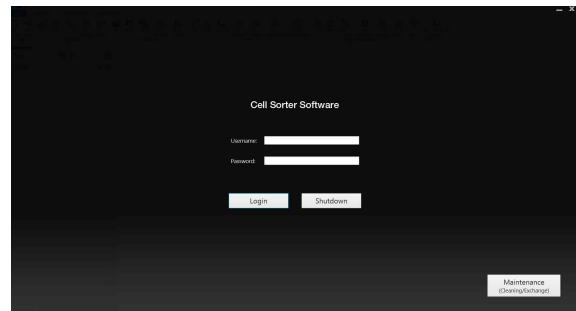 Cell Sorter Software
Username:
Password:
Login
Shutdown
Maintenance
(Cleaning/Exchange)